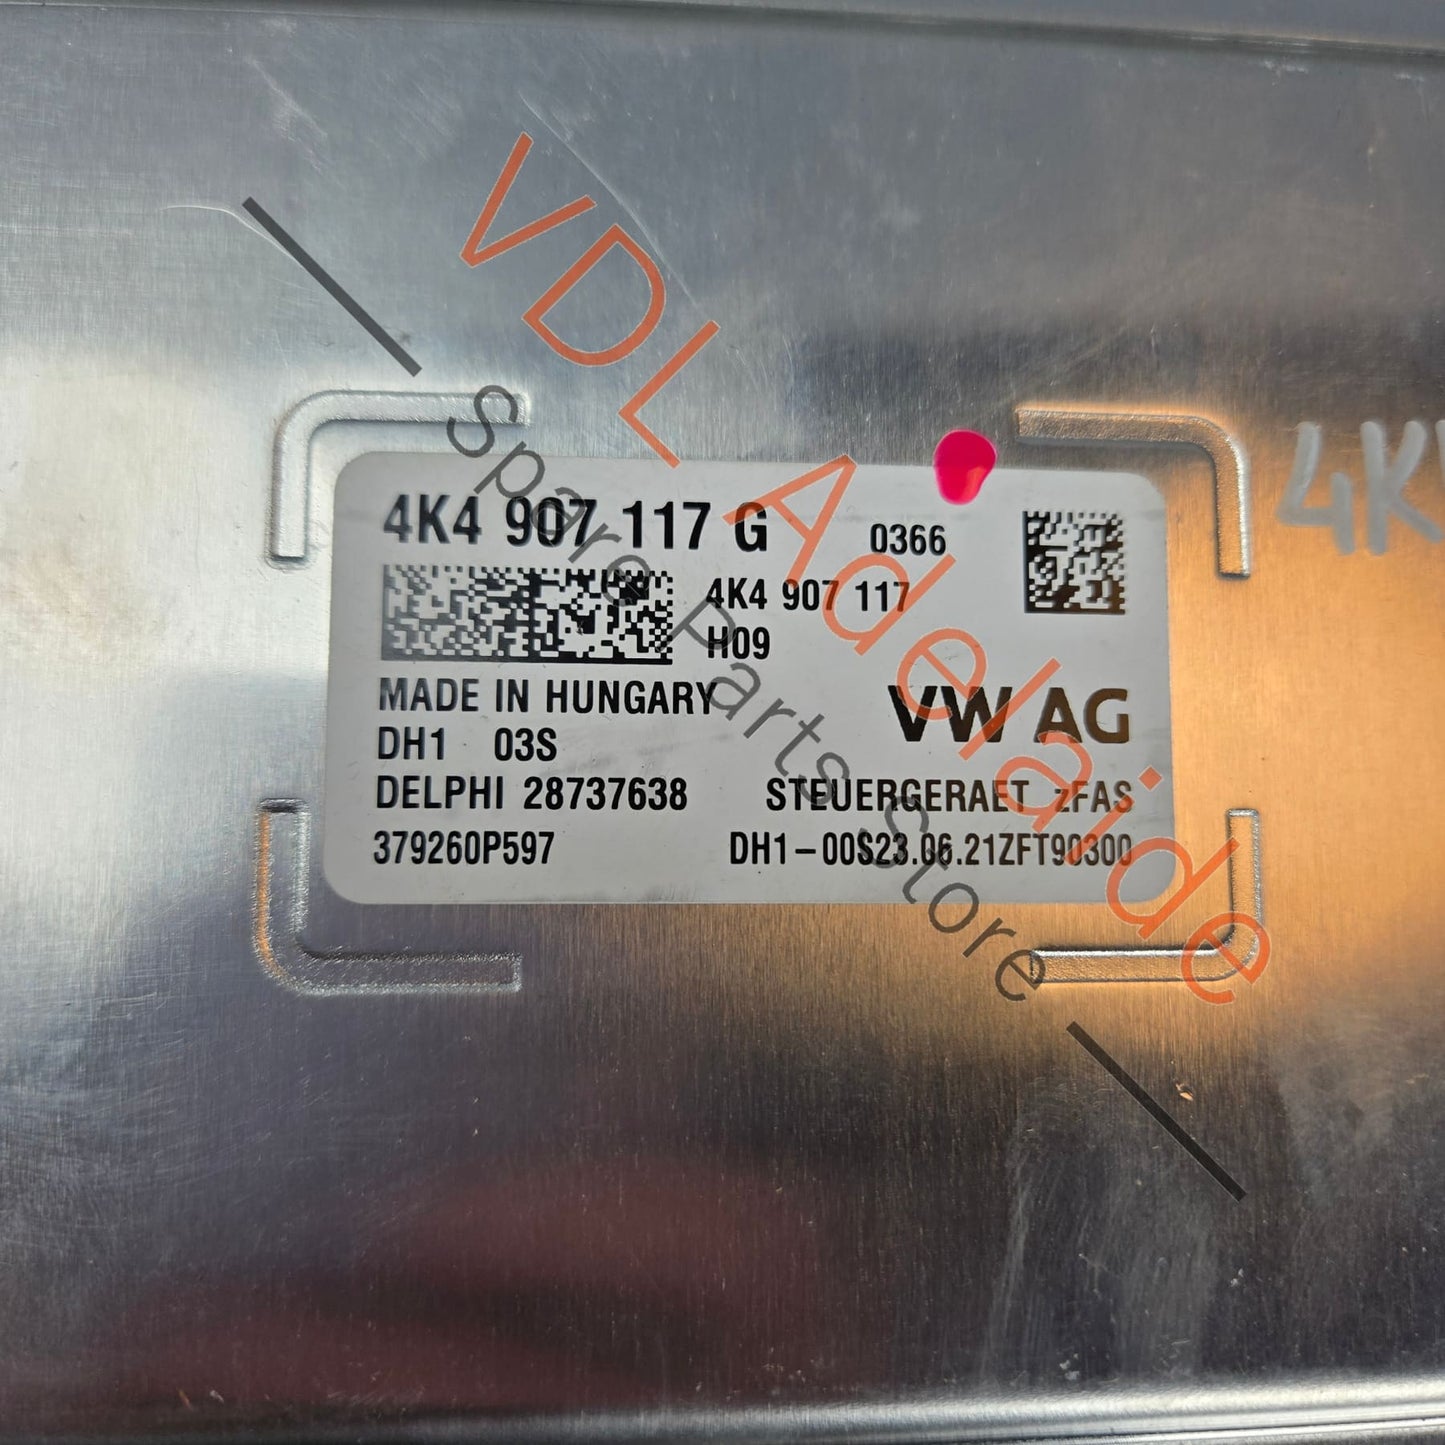 4K4 907 117 G 0366
4K4 907 117
H09
MADE IN HUNGARY
VW AG
DH1 03S
DELPHI 28737638 STEUERGERAET zFAS
379260P597 DH1-00S23.06.21ZFT90300
VDL Adelaide
Spare Parts Store